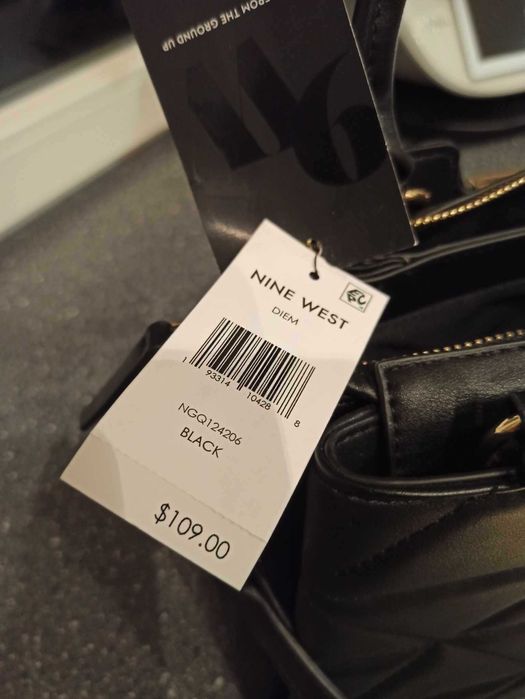 FROM THE GROUND UP
NINE WEST
DIEM
1 93314 10428 8
NGQ124206
BLACK
$109.00